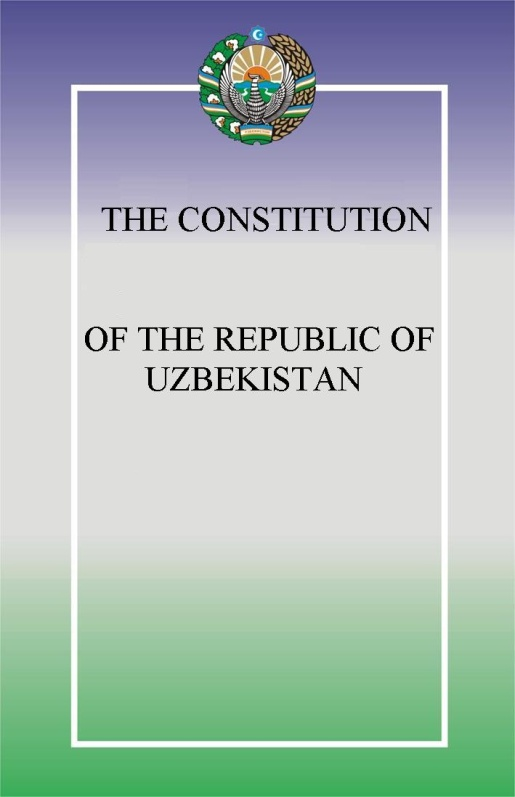 THE CONSTITUTION
OF THE REPUBLIC OF
UZBEKISTAN